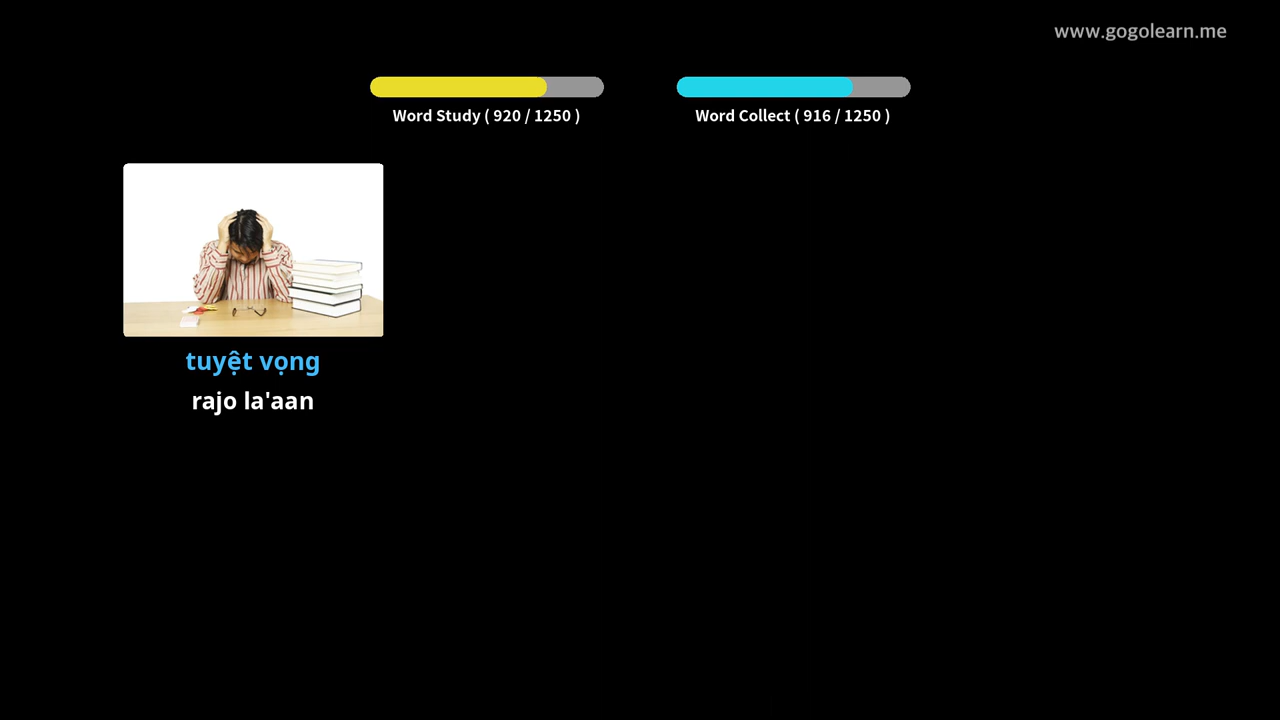 www.gogolearn.me
Word Study ( 920 / 1250 )
Word Collect ( 916 / 1250 )
tuyệt vọng
rajo la'aan